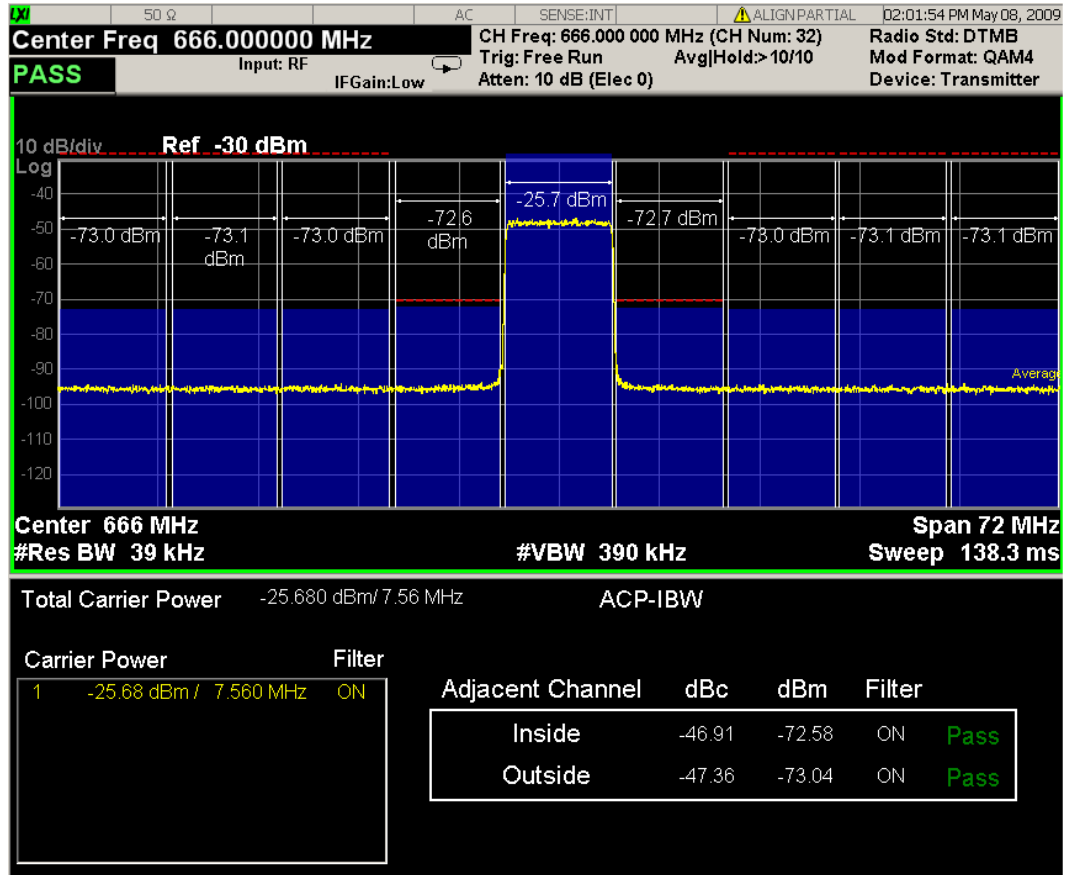 LXI 50 Ω AC SENSE:INT ALIGNPARTIAL 02:01:54 PM May 08, 2009
Center Freq 666.000000 MHz CH Freq: 666.000 000 MHz (CH Num: 32) Radio Std: DTMB
Input: RF Trig: Free Run Avg|Hold:> 10/10 Mod Format: QAM4
PASS IFGain:Low Atten: 10 dB (Elec 0) Device: Transmitter
10 dB/div Ref -30 dBm
Log
-40
-50
-60
-70
-80
-90
-100
-110
-120
-73.0 dBm
-73.1
dBm
-73.0 dBm
-72.6
dBm
-25.7 dBm
-72.7 dBm
-73.0 dBm
-73.1 dBm
-73.1 dBm
Average
Center 666 MHz Span 72 MHz
#Res BW 39 kHz #VBW 390 kHz Sweep 138.3 ms
Total Carrier Power -25.680 dBm/ 7.56 MHz ACP-IBW
Carrier Power Filter
1 -25.68 dBm / 7.560 MHz ON
Adjacent Channel dBc dBm Filter
Inside -46.91 -72.58 ON Pass
Outside -47.36 -73.04 ON Pass